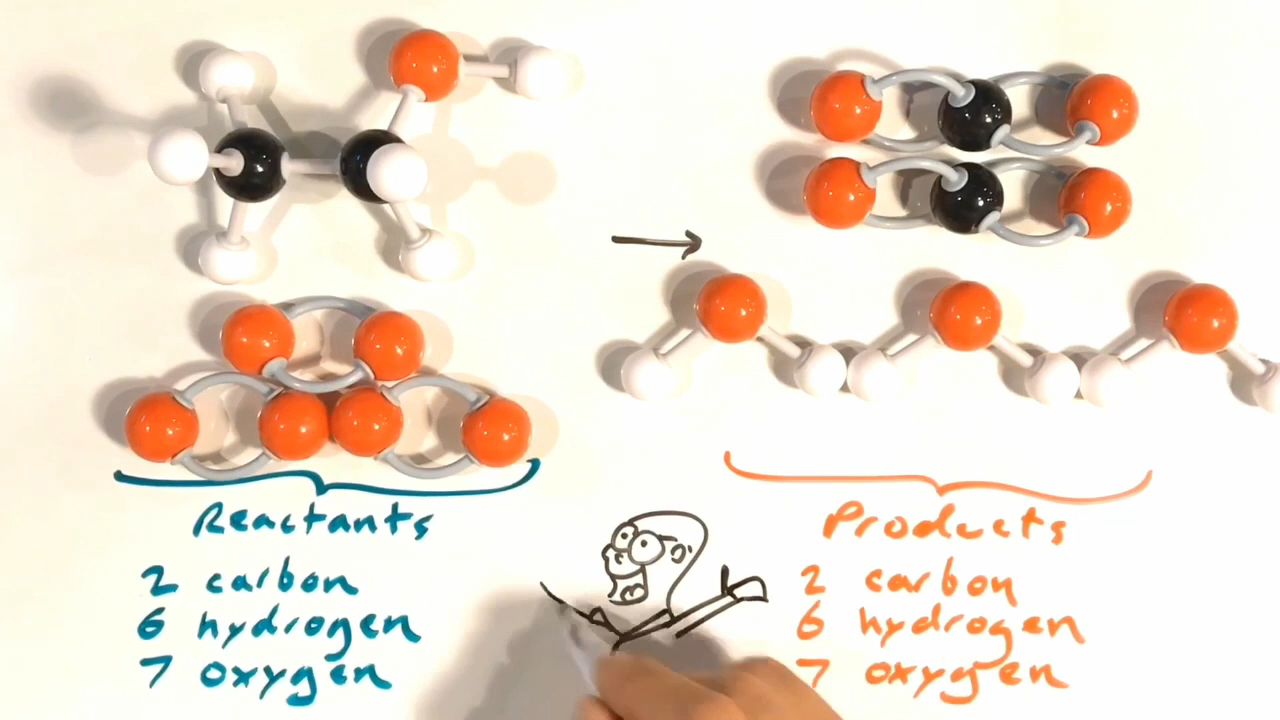 Reactants
2 carbon
6 hydrogen
7 oxygen
Products
2 carbon
6 hydrogen
7 oxygen